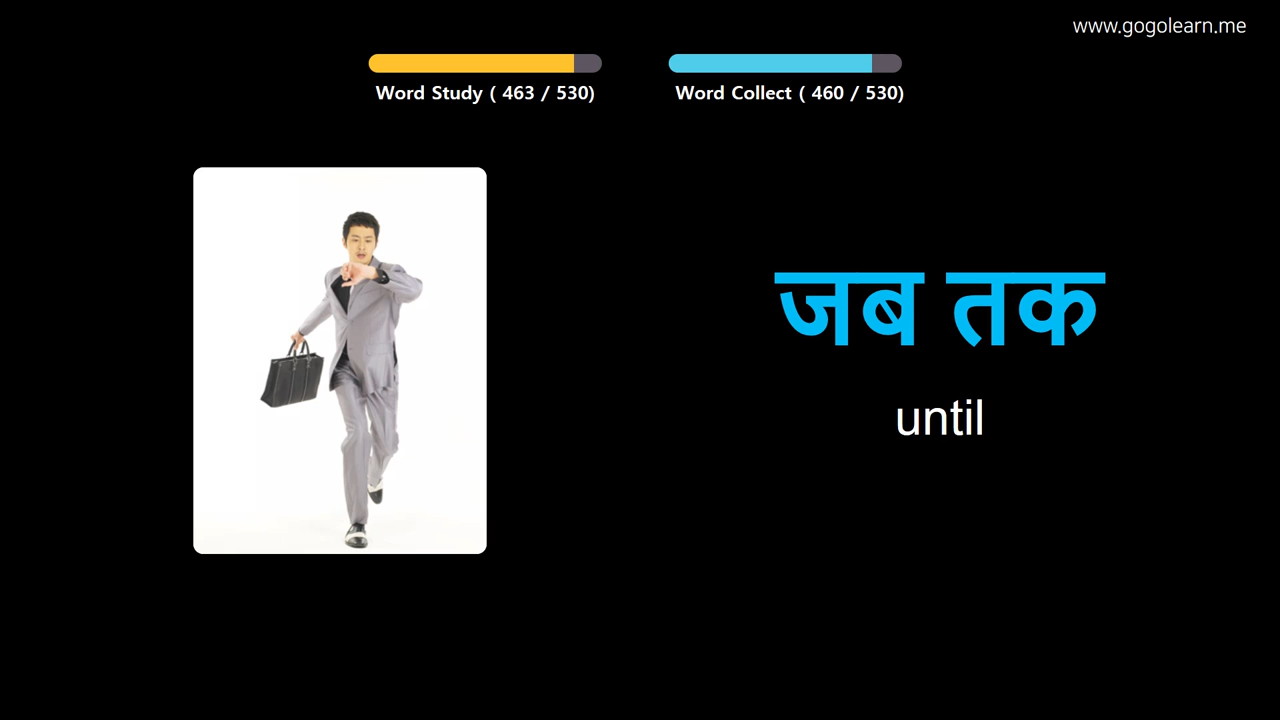 www.gogolearn.me
Word Study ( 463 / 530)
Word Collect ( 460 / 530)
जब तक
until